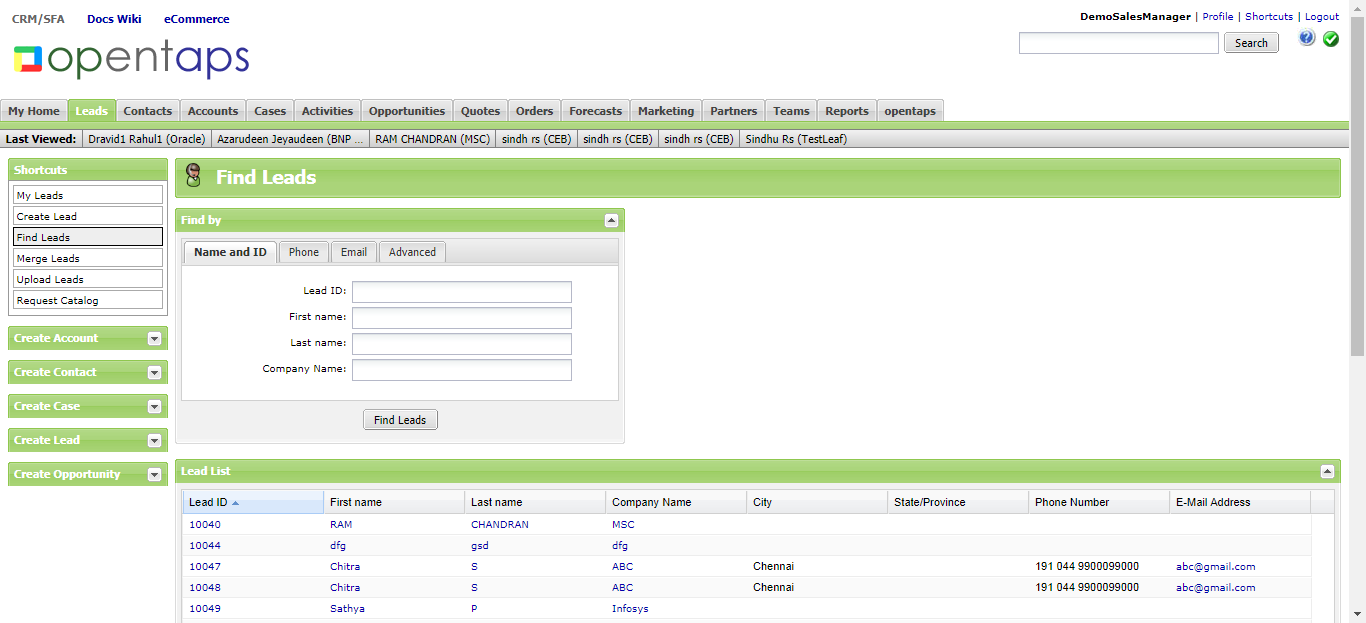 CRM/SFA Docs Wiki eCommerce
DemoSalesManager | Profile | Shortcuts | Logout
opentaps
Search
My Home Leads Contacts Accounts Cases Activities Opportunities Quotes Orders Forecasts Marketing Partners Teams Reports opentaps
Last Viewed: Dravid1 Rahul1 (Oracle) Azarudeen Jeyaudeen (BNP ... RAM CHANDRAN (MSC) sindh rs (CEB) sindh rs (CEB) sindh rs (CEB) Sindhu Rs (TestLeaf)
Shortcuts
My Leads
Create Lead
Find Leads
Merge Leads
Upload Leads
Request Catalog
Create Account
Create Contact
Create Case
Create Lead
Create Opportunity
Find Leads
Find by
Name and ID Phone Email Advanced
Lead ID:
First name:
Last name:
Company Name:
Find Leads
Lead List
Lead ID First name Last name Company Name City State/Province Phone Number E-Mail Address
10040 RAM CHANDRAN MSC
10044 dfg gsd dfg
10047 Chitra S ABC Chennai 191 044 9900099000 abc@gmail.com
10048 Chitra S ABC Chennai 191 044 9900099000 abc@gmail.com
10049 Sathya P Infosys